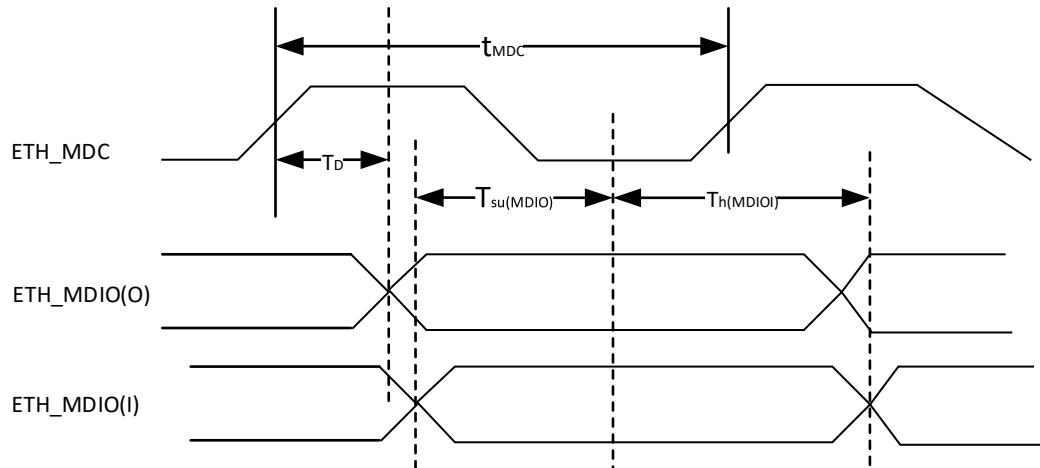 tMDC
ETH_MDC
TD
Tsu(MDIO)
Th(MDIOI)
ETH_MDIO(O)
ETH_MDIO(I)